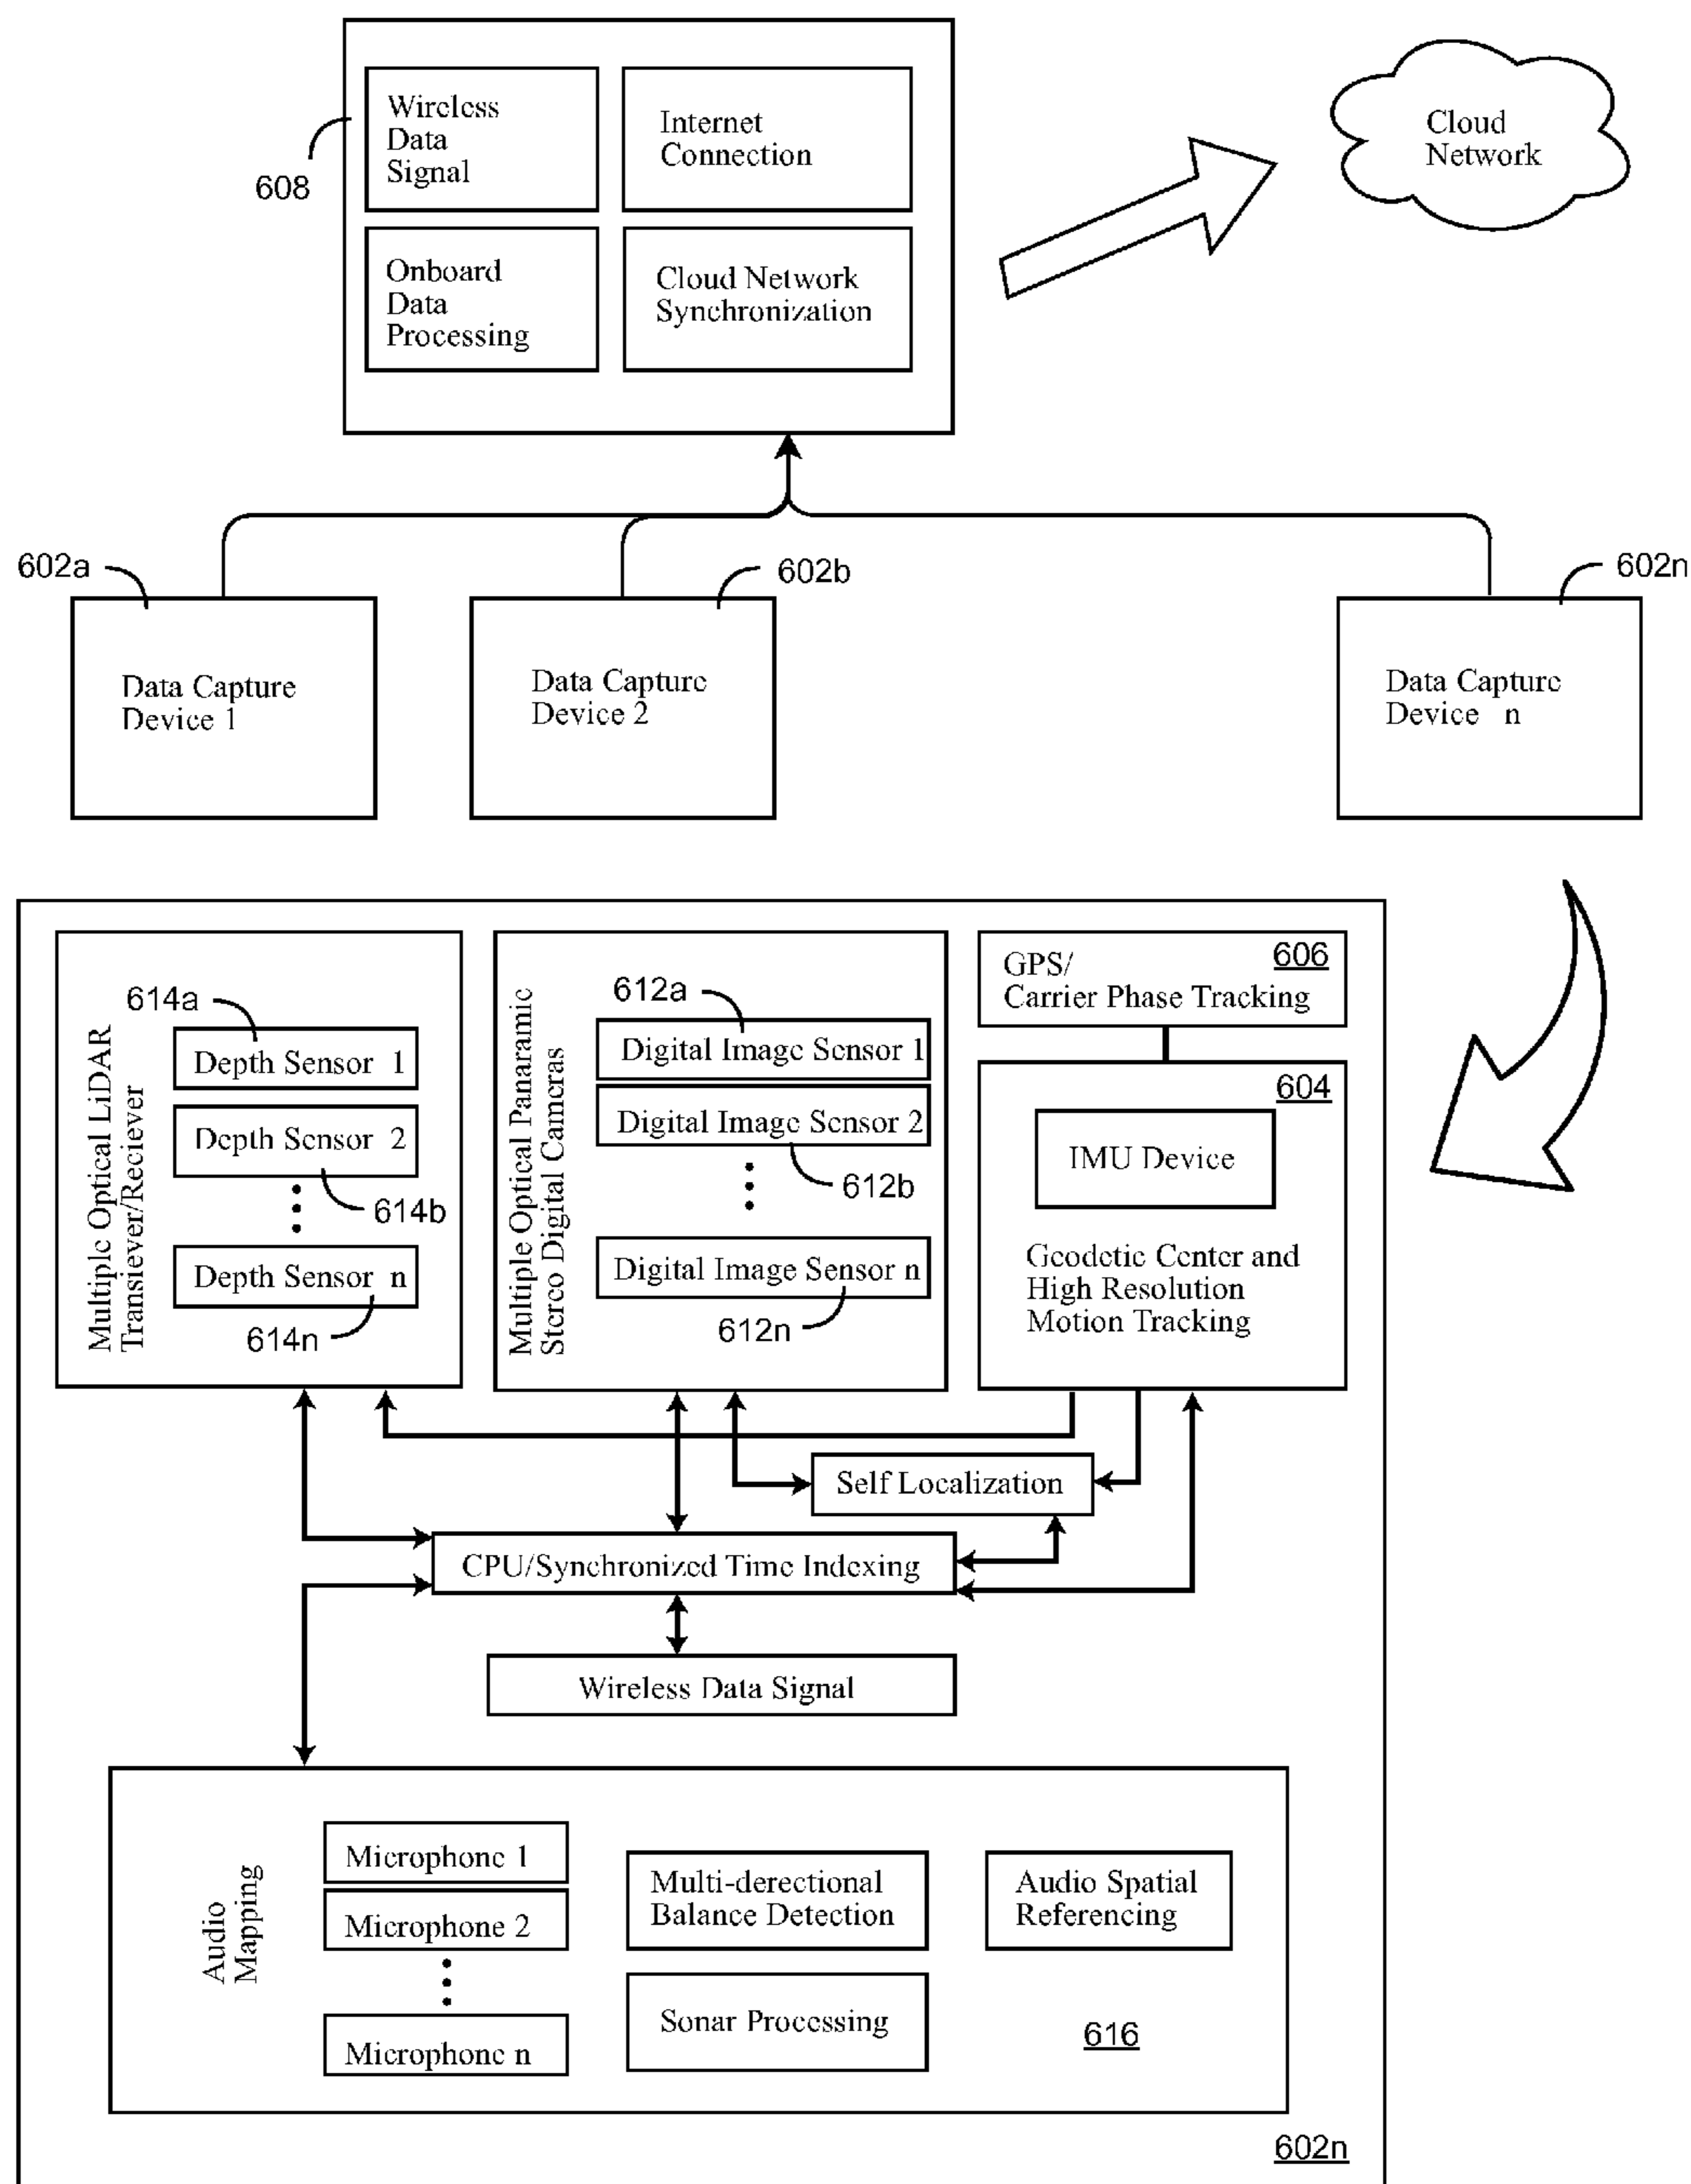 Wireless
Data
Signal
Internet
Connection
608
Onboard
Data
Processing
Cloud Network
Synchronization
Cloud
Network
602a
602b
602n
Data Capture
Device 1
Data Capture
Device 2
Data Capture
Device n
Multiple Optical LiDAR
Transiever/Reciever
614a
Depth Sensor 1
Depth Sensor 2
614b
Depth Sensor n
614n
Multiple Optical Panaramic
Stereo Digital Cameras
612a
Digital Image Sensor 1
Digital Image Sensor 2
612b
Digital Image Sensor n
612n
606
GPS/
Carrier Phase Tracking
604
IMU Device
Geodetic Center and
High Resolution
Motion Tracking
Self Localization
CPU/Synchronized Time Indexing
Wireless Data Signal
Audio
Mapping
Microphone 1
Microphone 2
Microphone n
Multi-derectional
Balance Detection
Sonar Processing
Audio Spatial
Referencing
616
602n